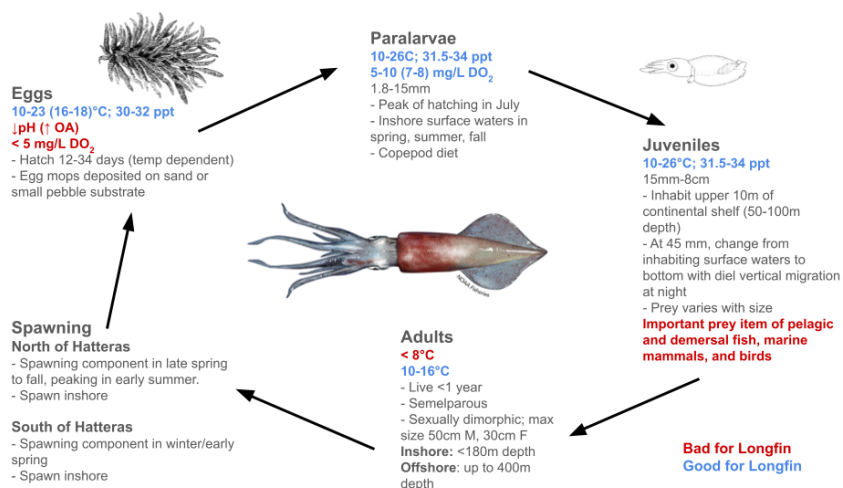 Eggs
10-23 (16-18)°C; 30-32 ppt
↓pH (↑ OA)
< 5 mg/L DO₂
- Hatch 12-34 days (temp dependent)
- Egg mops deposited on sand or
small pebble substrate
Paralarvae
10-26C; 31.5-34 ppt
5-10 (7-8) mg/L DO₂
1.8-15mm
- Peak of hatching in July
- Inshore surface waters in
spring, summer, fall
- Copepod diet
Juveniles
10-26°C; 31.5-34 ppt
15mm-8cm
- Inhabit upper 10m of
continental shelf (50-100m
depth)
- At 45 mm, change from
inhabiting surface waters to
bottom with diel vertical migration
at night
- Prey varies with size
Important prey item of pelagic
and demersal fish, marine
mammals, and birds
NOAA Fisheries
Adults
< 8°C
10-16°C
- Live <1 year
- Semelparous
- Sexually dimorphic; max
size 50cm M, 30cm F
Inshore: <180m depth
Offshore: up to 400m
depth
Spawning
North of Hatteras
- Spawning component in late spring
to fall, peaking in early summer.
- Spawn inshore
South of Hatteras
- Spawning component in winter/early
spring
- Spawn inshore
Bad for Longfin
Good for Longfin